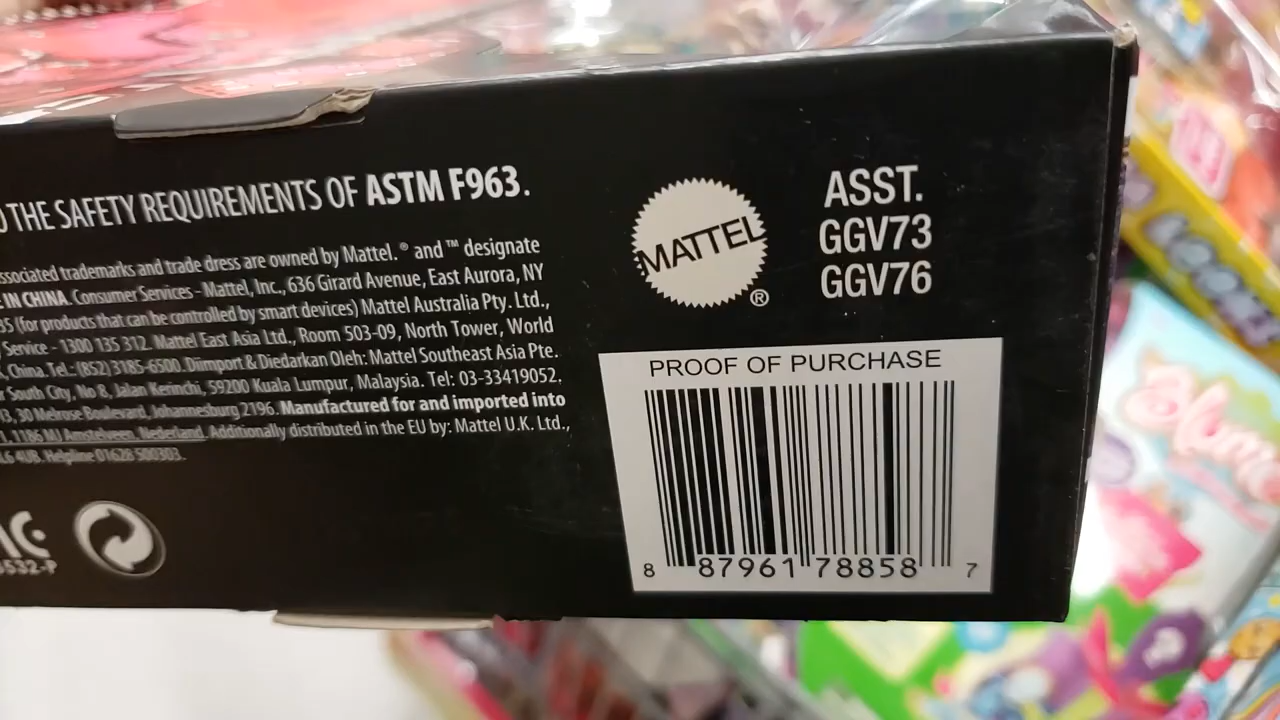 THE SAFETY REQUIREMENTS OF ASTM F963.
ssociated trademarks and trade dress are owned by Mattel. ® and ™ designate
IN CHINA. Consumer Services - Mattel, Inc., 636 Girard Avenue, East Aurora, NY
35 (for products that can be controlled by smart devices) Mattel Australia Pty. Ltd.,
Service - 1300 135 312. Mattel East Asia Ltd., Room 503-09, North Tower, World
China. Tel.: (852) 3185-6500. Diimport & Diedarkan Oleh: Mattel Southeast Asia Pte.
South City, No 8, Jalan Kerinchi, 59200 Kuala Lumpur, Malaysia. Tel: 03-33419052.
13, 30 Melrose Boulevard, Johannesburg 2196. Manufactured for and imported into
1186 MJ Amstelveen, Nederland. Additionally distributed in the EU by: Mattel U.K. Ltd.,
4UB. Helpline 01628 500303.
532-P
MATTEL
®
ASST.
GGV73
GGV76
PROOF OF PURCHASE
8 87961 78858 7